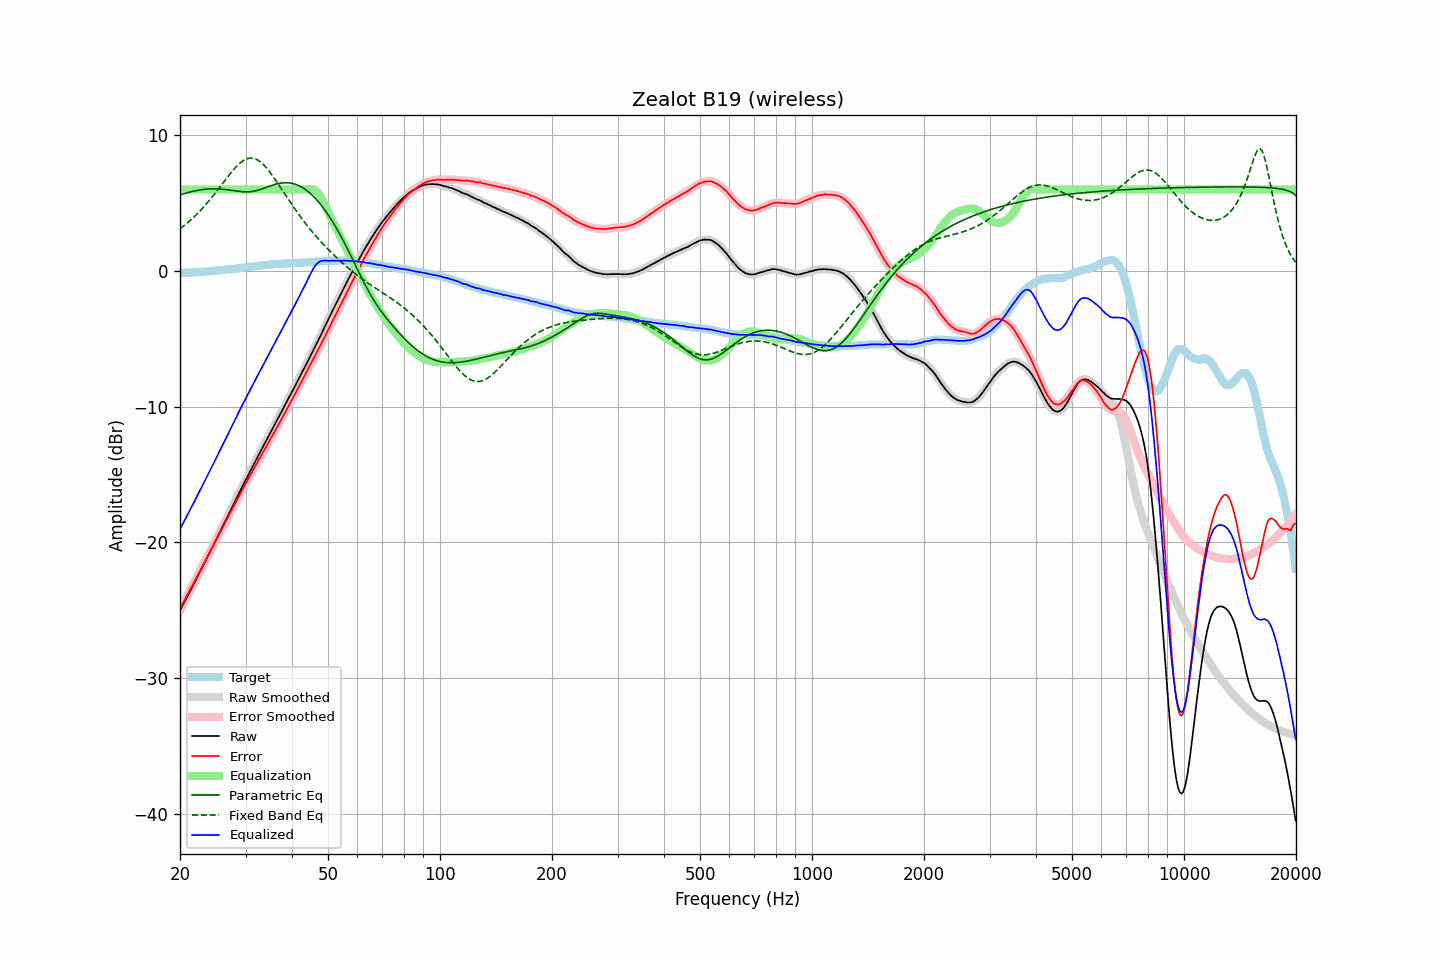 Zealot B19 (wireless)
10
0
−10
−20
−30
−40
Amplitude (dBr)
Target
Raw Smoothed
Error Smoothed
Raw
Error
Equalization
Parametric Eq
Fixed Band Eq
Equalized
20 50 100 200 500 1000 2000 5000 10000 20000
Frequency (Hz)